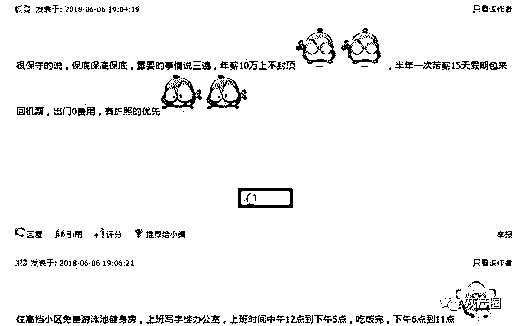 板凳 发表于: 2018-06-06 19:04:19 只看该作者
很保守的说，保底保底保底，重要的事情说三遍，年薪10万上不封顶，半年一次带薪15天假期包来
回机票，出门0费用，有护照的优先
回复 引用 评分 推荐给小编 举报
3楼 发表于: 2018-06-06 19:06:21 只看该作者
住高档小区免量游泳池健身房，上班写字楼办公室，上班时间中午12点到下午5点，吃饭完，下午6点到11点